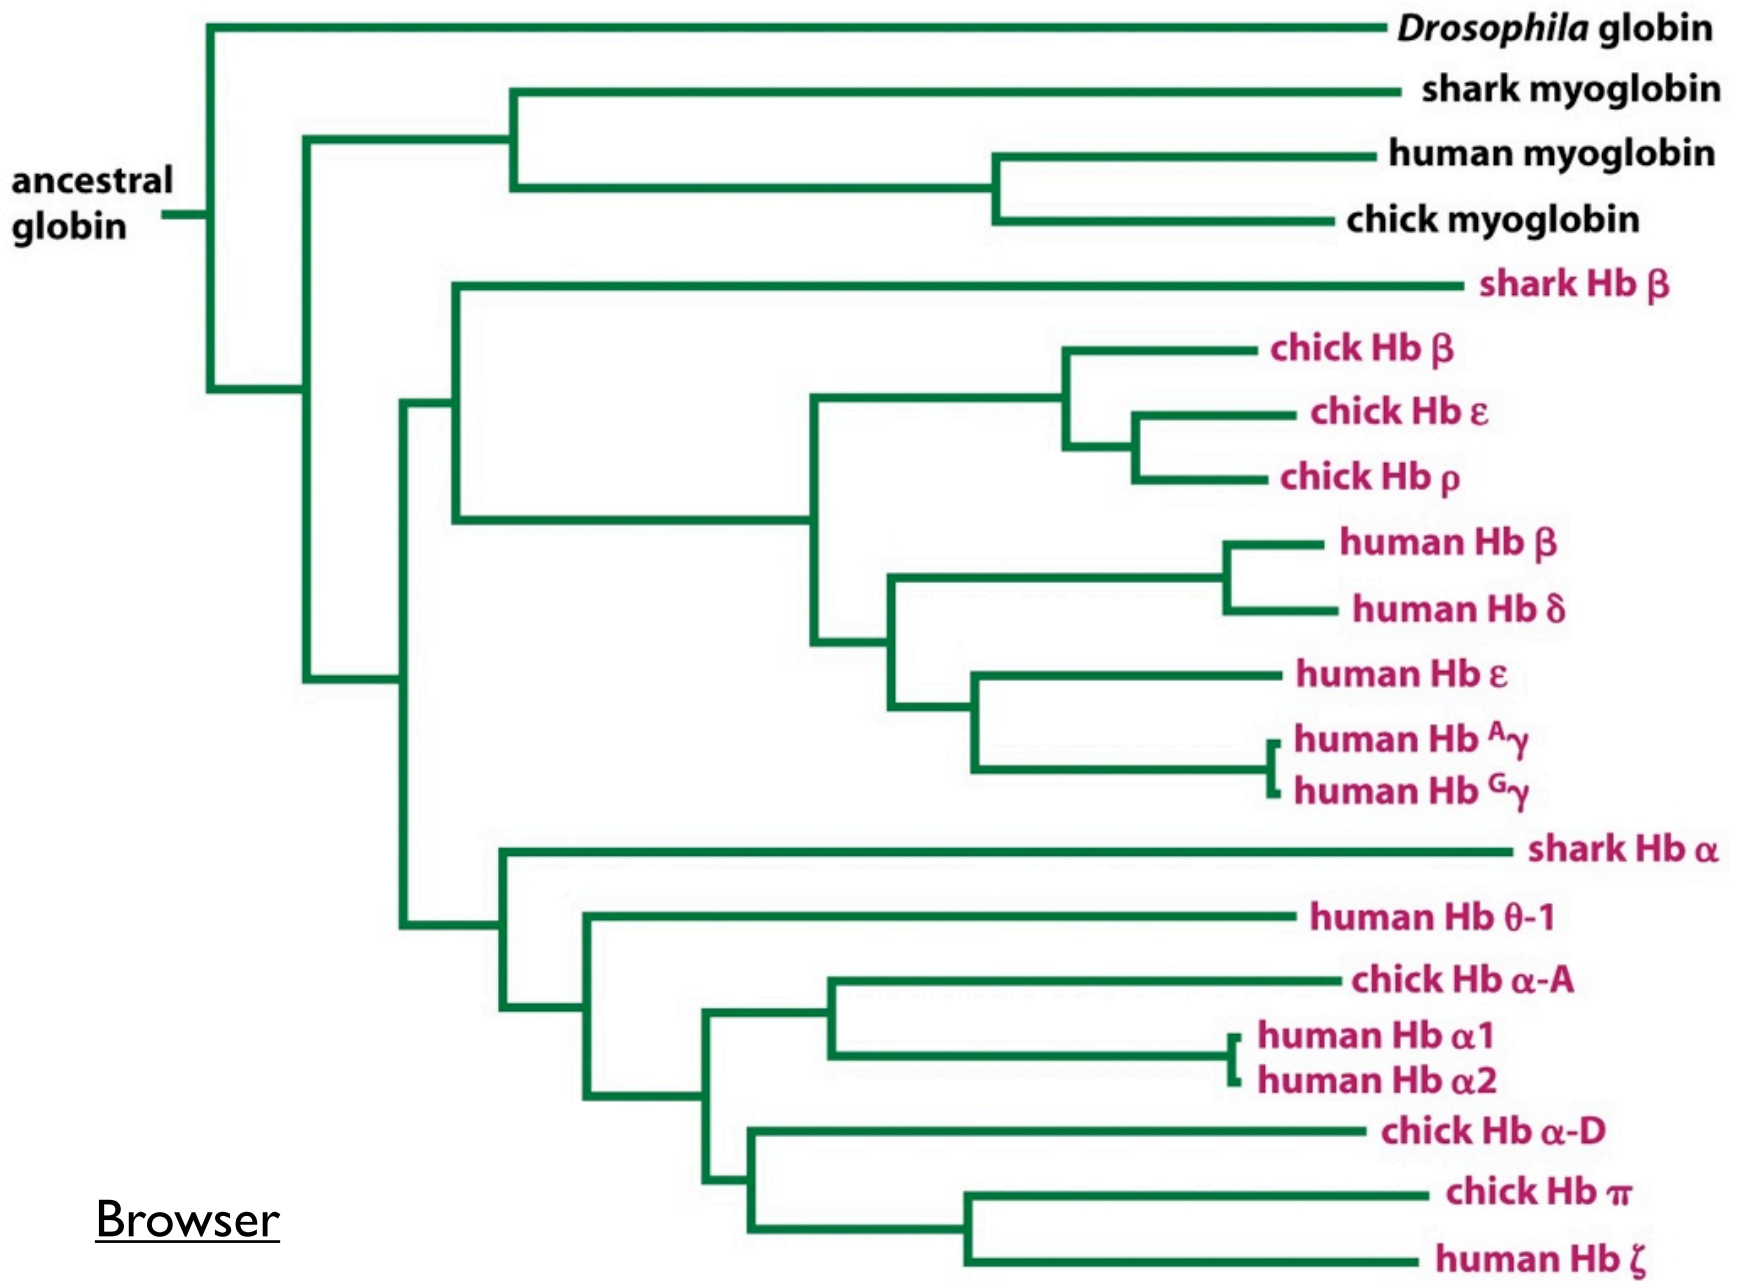 Drosophila globin
shark myoglobin
human myoglobin
ancestral
globin
chick myoglobin
shark Hb β
chick Hb β
chick Hb ε
chick Hb ρ
human Hb β
human Hb δ
human Hb ε
human Hb ᴬγ
human Hb ᴳγ
shark Hb α
human Hb θ-1
chick Hb α-A
human Hb α1
human Hb α2
chick Hb α-D
chick Hb π
Browser
human Hb ζ